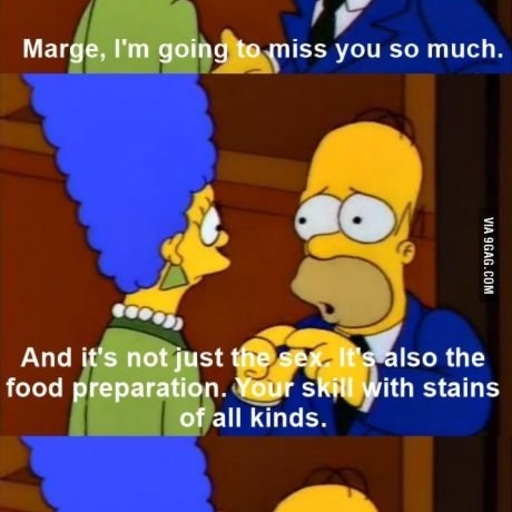 Marge, I'm going to miss you so much.
And it's not just the sex. It's also the
food preparation. Your skill with stains
of all kinds.
VIA 9GAG.COM